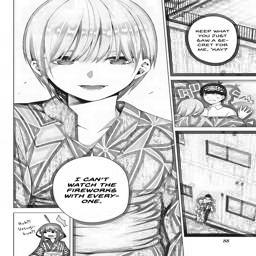 KEEP WHAT
YOU JUST
SAW A SE-
CRET FOR
ME, 'KAY?
I CAN'T
WATCH THE
FIREWORKS
WITH EVERY-
ONE.
88